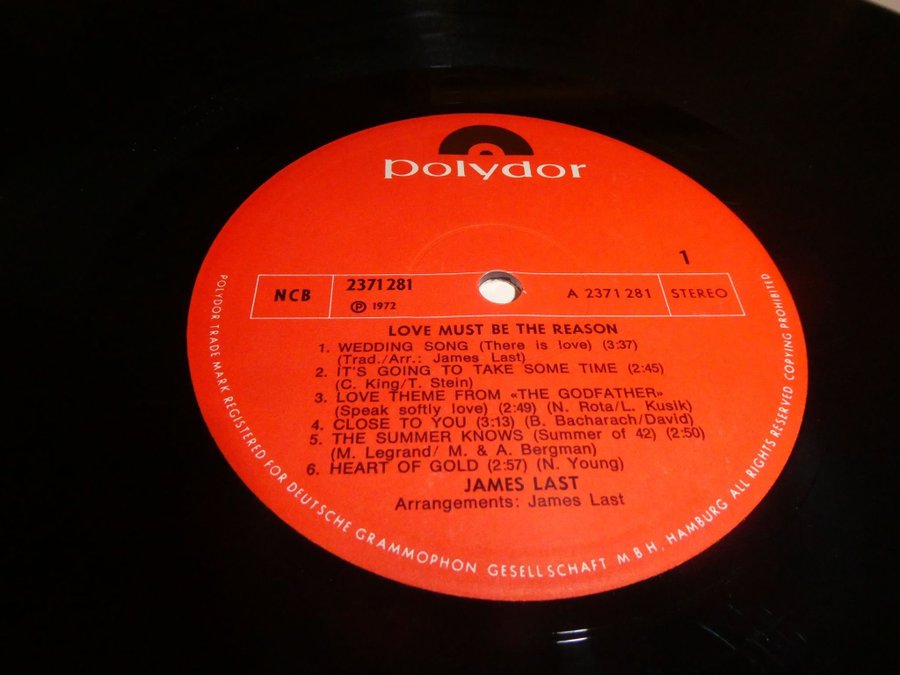 polydor
1
NCB
2371 281
Ⓟ 1972
A 2371 281
STEREO
LOVE MUST BE THE REASON
1. WEDDING SONG (There is love) (3:37)
(Trad./Arr.: James Last)
2. IT'S GOING TO TAKE SOME TIME (2:45)
(C. King/T. Stein)
3. LOVE THEME FROM «THE GODFATHER»
(Speak softly love) (2:49) (N. Rota/L. Kusik)
4. CLOSE TO YOU (3:13) (B. Bacharach/David)
5. THE SUMMER KNOWS (Summer of 42) (2:50)
(M. Legrand/ M. & A. Bergman)
6. HEART OF GOLD (2:57) (N. Young)
JAMES LAST
Arrangements: James Last
POLYDOR TRADE MARK REGISTERED FOR DEUTSCHE GRAMMOPHON GESELLSCHAFT MBH, HAMBURG ALL RIGHTS RESERVED COPYING PROHIBITED